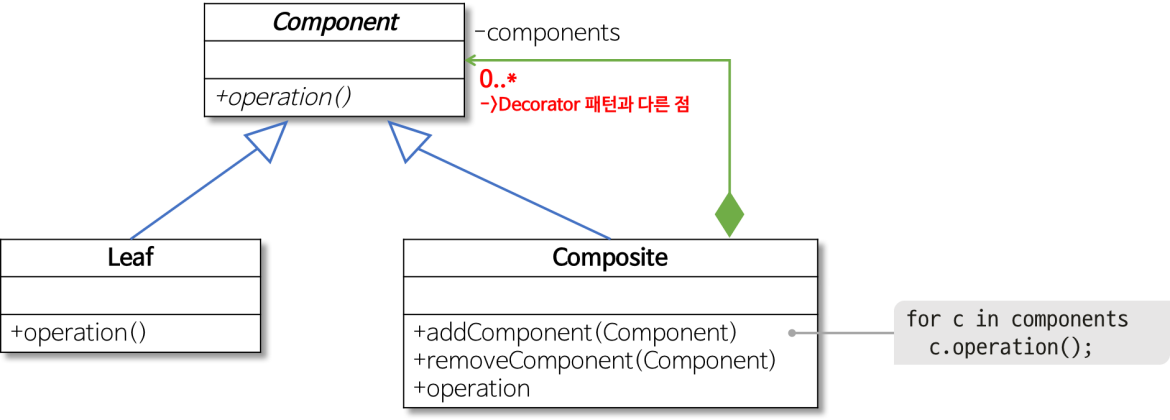 Component
+operation()
-components
0..*
->Decorator 패턴과 다른 점
Leaf
+operation()
Composite
+addComponent(Component)
+removeComponent(Component)
+operation
for c in components
c.operation();